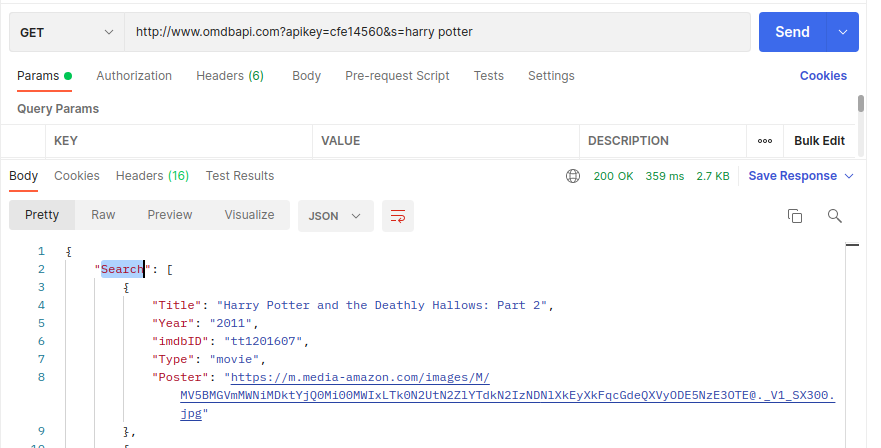 GET http://www.omdbapi.com?apikey=cfe14560&s=harry potter Send
Params Authorization Headers (6) Body Pre-request Script Tests Settings Cookies
Query Params
KEY VALUE DESCRIPTION ooo Bulk Edit
Body Cookies Headers (16) Test Results 200 OK 359 ms 2.7 KB Save Response
Pretty Raw Preview Visualize JSON
1 {
2 "Search": [
3 {
4 "Title": "Harry Potter and the Deathly Hallows: Part 2",
5 "Year": "2011",
6 "imdbID": "tt1201607",
7 "Type": "movie",
8 "Poster": "https://m.media-amazon.com/images/M/
MV5BMGVmMWNiMDktYjQ0Mi00MWIxLTk0N2UtN2ZlYTdkN2IzNDNlXkEyXkFqcGdeQXVyODE5NzE3OTE@._V1_SX300.
jpg"
9 },